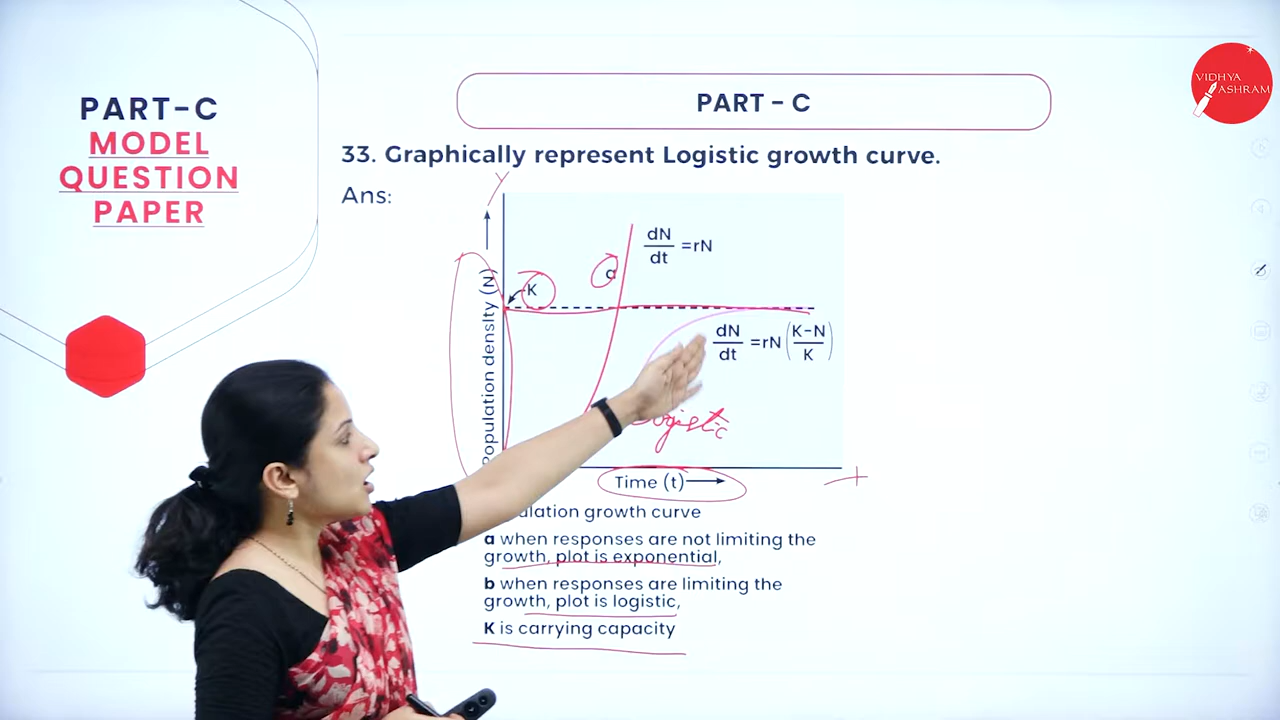 PART-C
MODEL
QUESTION
PAPER
PART - C
VIDHYA
ASHRAM
33. Graphically represent Logistic growth curve.
Ans:
Y
Population density (N)
K
a
dN/dt =rN
dN/dt =rN (K-N/K)
Logistic
Time (t)
growth curve
a when responses are not limiting the
growth, plot is exponential,
b when responses are limiting the
growth, plot is logistic,
K is carrying capacity